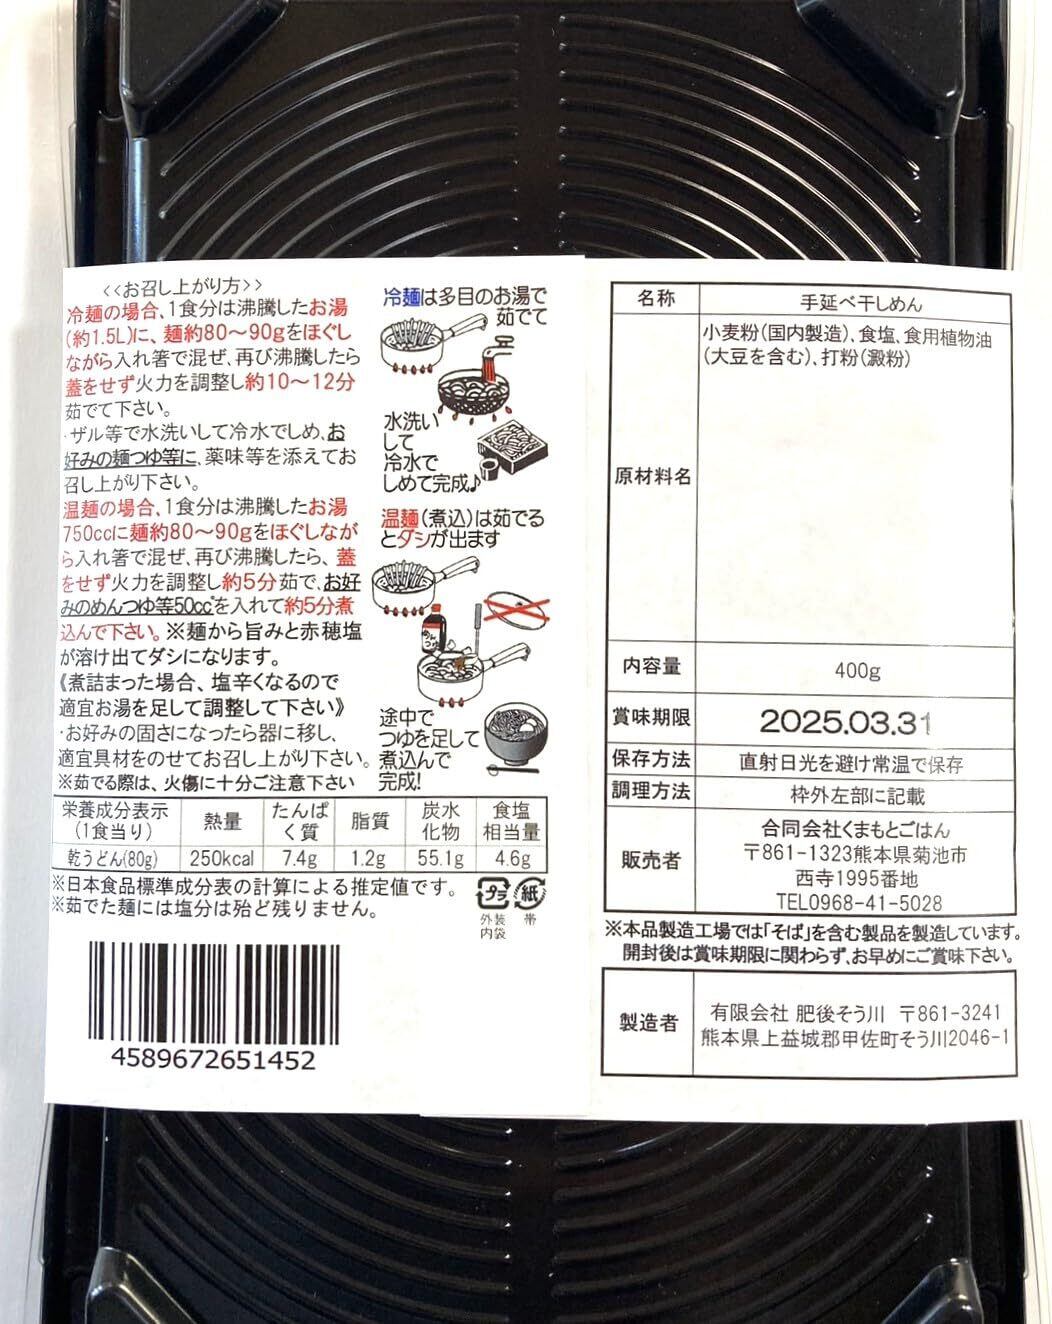 <<お召し上がり方>>
冷麺の場合、1食分は沸騰したお湯
(約1.5L)に、麺約80〜90gをほぐし
ながら入れ箸で混ぜ、再び沸騰したら
蓋をせず火力を調整し約10〜12分
茹でて下さい。
・ザル等で水洗いして冷水でしめ、お
好みの麺つゆ等に、薬味等を添えてお
召し上がり下さい。
温麺の場合、1食分は沸騰したお湯
750ccに麺約80〜90gをほぐしなが
ら入れ箸で混ぜ、再び沸騰したら、蓋
をせず火力を調整し約5分茹で、お好
みのめんつゆ等50ccを入れて約5分煮
込んで下さい。※麺から旨みと赤穂塩
が溶け出てダシになります。
《煮詰まった場合、塩辛くなるので
適宜お湯を足して調整して下さい》
・お好みの固さになったら器に移し、
適宜具材をのせてお召し上がり下さい。
※茹でる際は、火傷に十分ご注意下さい
冷麺は多目のお湯で
茹でて
水洗い
して
冷水で
しめて完成♪
温麺(煮込)は茹でる
とダシが出ます
めんつゆ
途中で
つゆを足して
煮込んで
完成!
栄養成分表示
(1食当り) 熱量 たんぱ
く質 脂質 炭水
化物 食塩
相当量
乾うどん(80g) 250kcal 7.4g 1.2g 55.1g 4.6g
※日本食品標準成分表の計算による推定値です。
※茹でた麺には塩分は殆ど残りません。
プラ 紙
外装 帯
内袋
4589672651452
名称 手延べ干しめん
原材料名 小麦粉(国内製造)、食塩、食用植物油
(大豆を含む)、打粉(澱粉)
内容量 400g
賞味期限 2025.03.31
保存方法 直射日光を避け常温で保存
調理方法 枠外左部に記載
販売者 合同会社くまもとごはん
〒861-1323熊本県菊池市
西寺1995番地
TEL0968-41-5028
※本品製造工場では「そば」を含む製品を製造しています。
開封後は賞味期限に関わらず、お早めにご賞味下さい。
製造者 有限会社 肥後そう川 〒861-3241
熊本県上益城郡甲佐町そう川2046-1